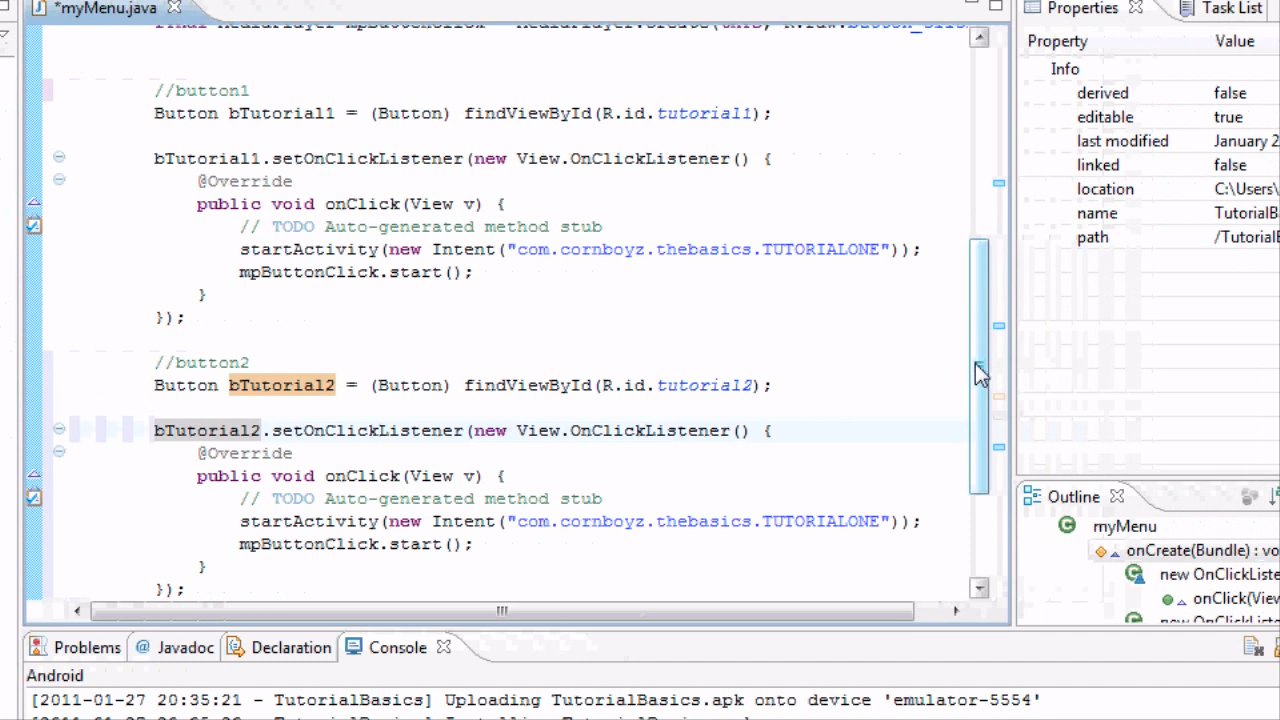 *myMenu.java
Properties
Task List
Property Value
Info
derived false
editable true
last modified January 2
linked false
location C:\Users\
name TutorialB
path /Tutorial
//button1
Button bTutorial1 = (Button) findViewById(R.id.tutorial1);
bTutorial1.setOnClickListener(new View.OnClickListener() {
@Override
public void onClick(View v) {
// TODO Auto-generated method stub
startActivity(new Intent("com.cornboyz.thebasics.TUTORIALONE"));
mpButtonClick.start();
}
});
//button2
Button bTutorial2 = (Button) findViewById(R.id.tutorial2);
bTutorial2.setOnClickListener(new View.OnClickListener() {
@Override
public void onClick(View v) {
// TODO Auto-generated method stub
startActivity(new Intent("com.cornboyz.thebasics.TUTORIALONE"));
mpButtonClick.start();
}
});
Outline
myMenu
onCreate(Bundle) : vo
new OnClickListe
onClick(View
Problems
Javadoc
Declaration
Console
Android
[2011-01-27 20:35:21 - TutorialBasics] Uploading TutorialBasics.apk onto device 'emulator-5554'